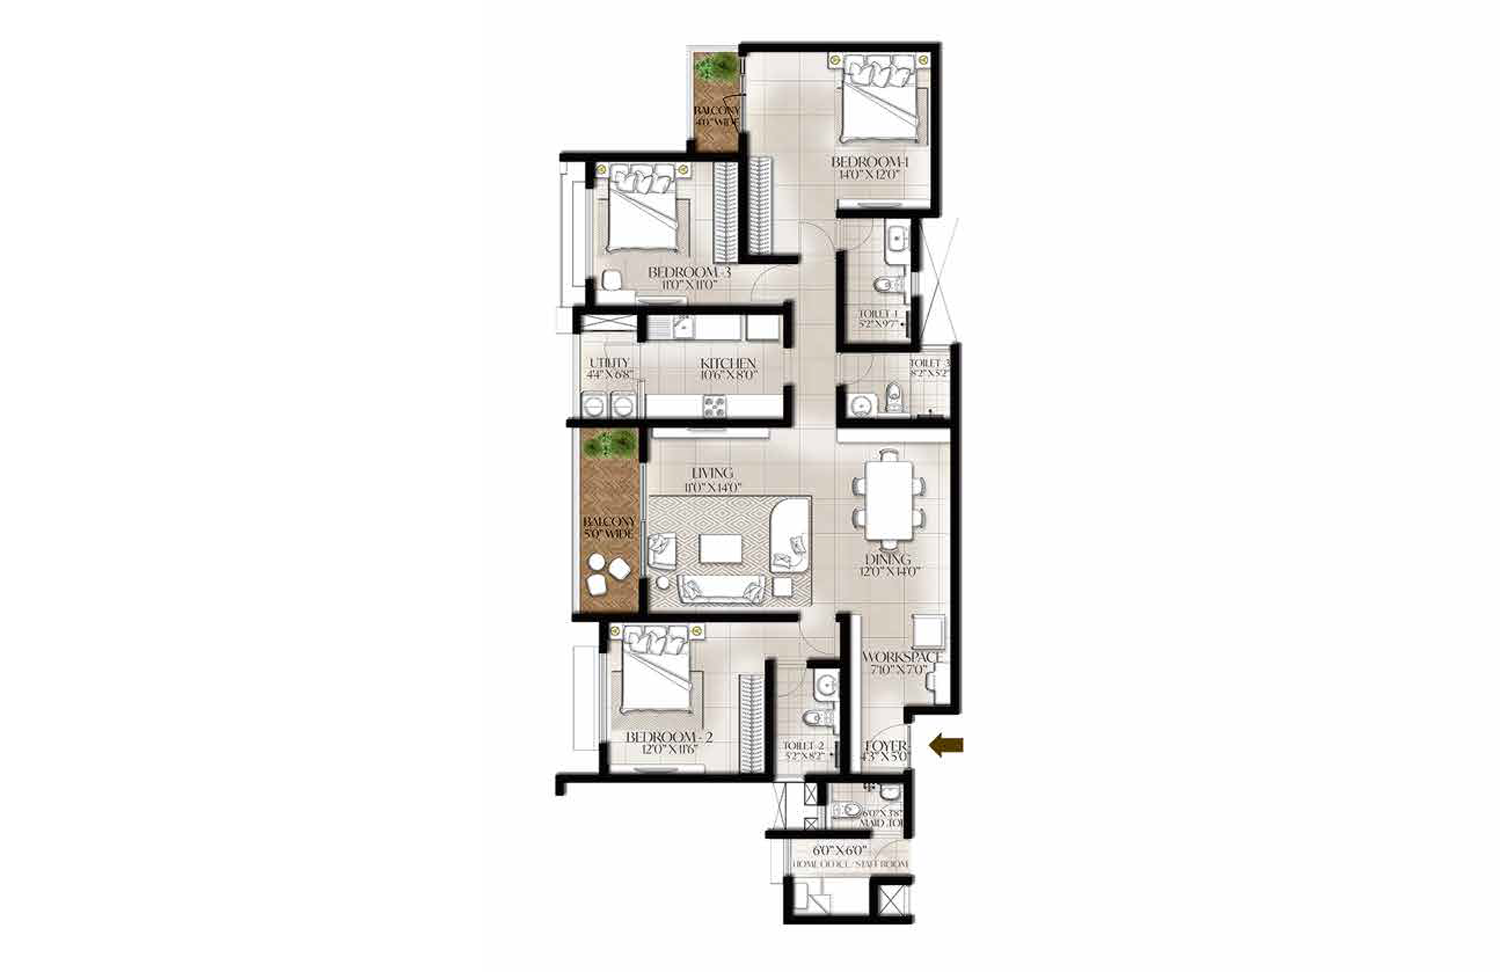 BALCONY
4'0" WIDE
BEDROOM-1
14'0" X 12'0"
BEDROOM -3
11'0" X 11'0"
TOILET -1
5'2" X 9'7"
UTILITY
4'4" X 6'8"
KITCHEN
10'6" X 8'0"
TOILET -3
8'2" X 5'2"
LIVING
11'0" X 14'0"
BALCONY
5'0" WIDE
DINING
12'0" X 14'0"
WORKSPACE
7'10" X 7'0"
BEDROOM - 2
12'0" X 11'6"
TOILET -2
5'2" X 8'2"
FOYER
4'3" X 5'0"
6'0" X 3'8"
MAID TOI
6'0" X 6'0"
HOME OFFICE / STAFF ROOM